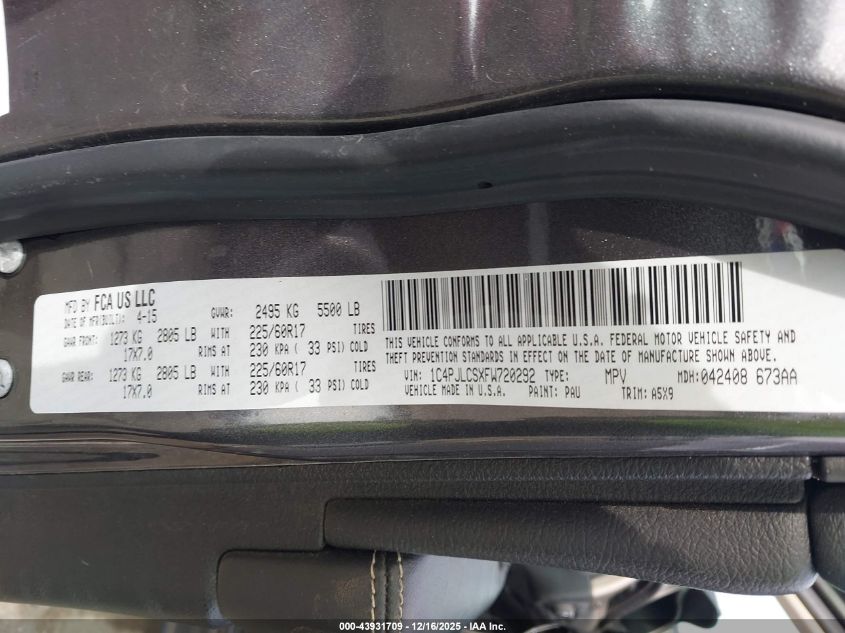 MFD BY FCA US LLC
DATE OF MFR(BUILT)s 4-15 GVWR: 2495 KG 5500 LB
GAWR FRONT: 1273 KG 2805 LB WITH 225/60R17 TIRES
17X7.0 RIMS AT 230 KPA ( 33 PSI) COLD
GAWR REAR: 1273 KG 2805 LB WITH 225/60R17 TIRES
17X7.0 RIMS AT 230 KPA ( 33 PSI) COLD
THIS VEHICLE CONFORMS TO ALL APPLICABLE U.S.A. FEDERAL MOTOR VEHICLE SAFETY AND
THEFT PREVENTION STANDARDS IN EFFECT ON THE DATE OF MANUFACTURE SHOWN ABOVE.
VIN: 1C4PJLCSXFW720292 TYPE: MPV MDH:042408 673AA
VEHICLE MADE IN U.S.A. PAINT: PAU TRIM: A5X9
000-43931709 - 12/16/2025 - IAA Inc.